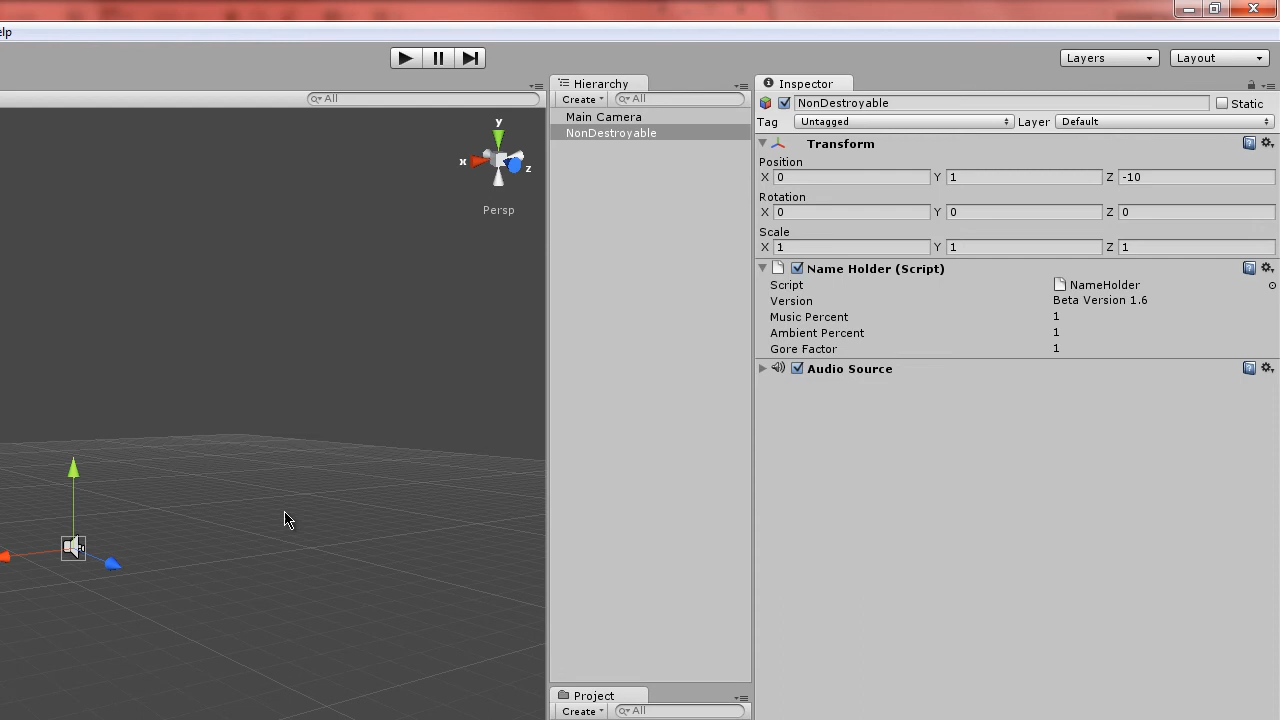 elp
Layers
Layout
All
Hierarchy
Create
All
Main Camera
NonDestroyable
y
x
z
Persp
Project
Create
All
Inspector
NonDestroyable
Static
Tag Untagged Layer Default
Transform
Position
X 0 Y 1 Z -10
Rotation
X 0 Y 0 Z 0
Scale
X 1 Y 1 Z 1
Name Holder (Script)
Script NameHolder
Version Beta Version 1.6
Music Percent 1
Ambient Percent 1
Gore Factor 1
Audio Source